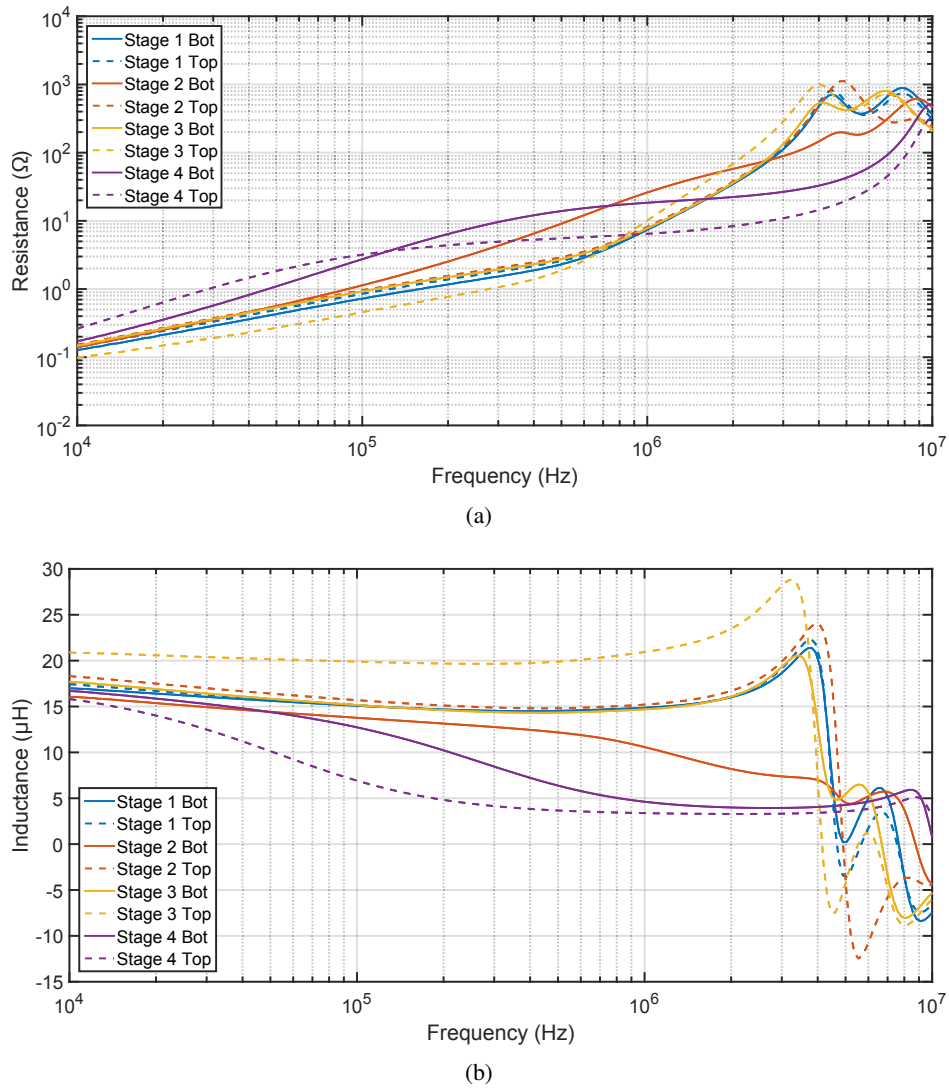 10^4
10^3
10^2
10^1
10^0
10^-1
10^-2
Resistance (Ω)
Stage 1 Bot
Stage 1 Top
Stage 2 Bot
Stage 2 Top
Stage 3 Bot
Stage 3 Top
Stage 4 Bot
Stage 4 Top
10^4
10^5
10^6
10^7
Frequency (Hz)
(a)
30
25
20
15
10
5
0
-5
-10
-15
Inductance (µH)
Stage 1 Bot
Stage 1 Top
Stage 2 Bot
Stage 2 Top
Stage 3 Bot
Stage 3 Top
Stage 4 Bot
Stage 4 Top
10^4
10^5
10^6
10^7
Frequency (Hz)
(b)